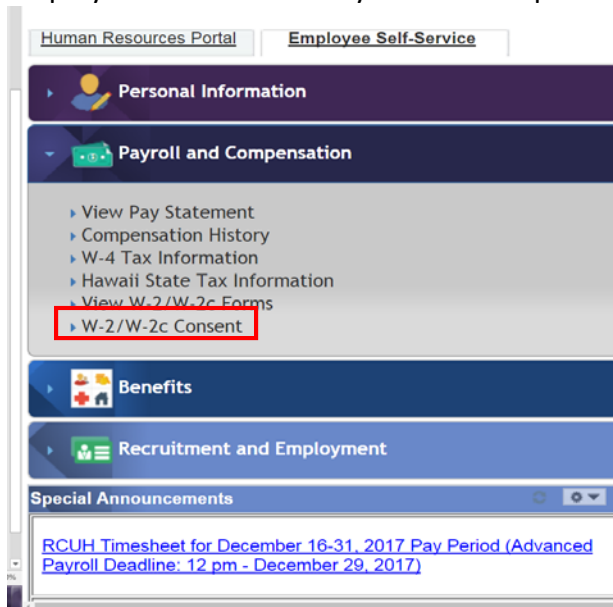 Human Resources Portal Employee Self-Service
Personal Information
Payroll and Compensation
View Pay Statement
Compensation History
W-4 Tax Information
Hawaii State Tax Information
View W-2/W-2c Forms
W-2/W-2c Consent
Benefits
Recruitment and Employment
Special Announcements
RCUH Timesheet for December 16-31, 2017 Pay Period (Advanced
Payroll Deadline: 12 pm - December 29, 2017)